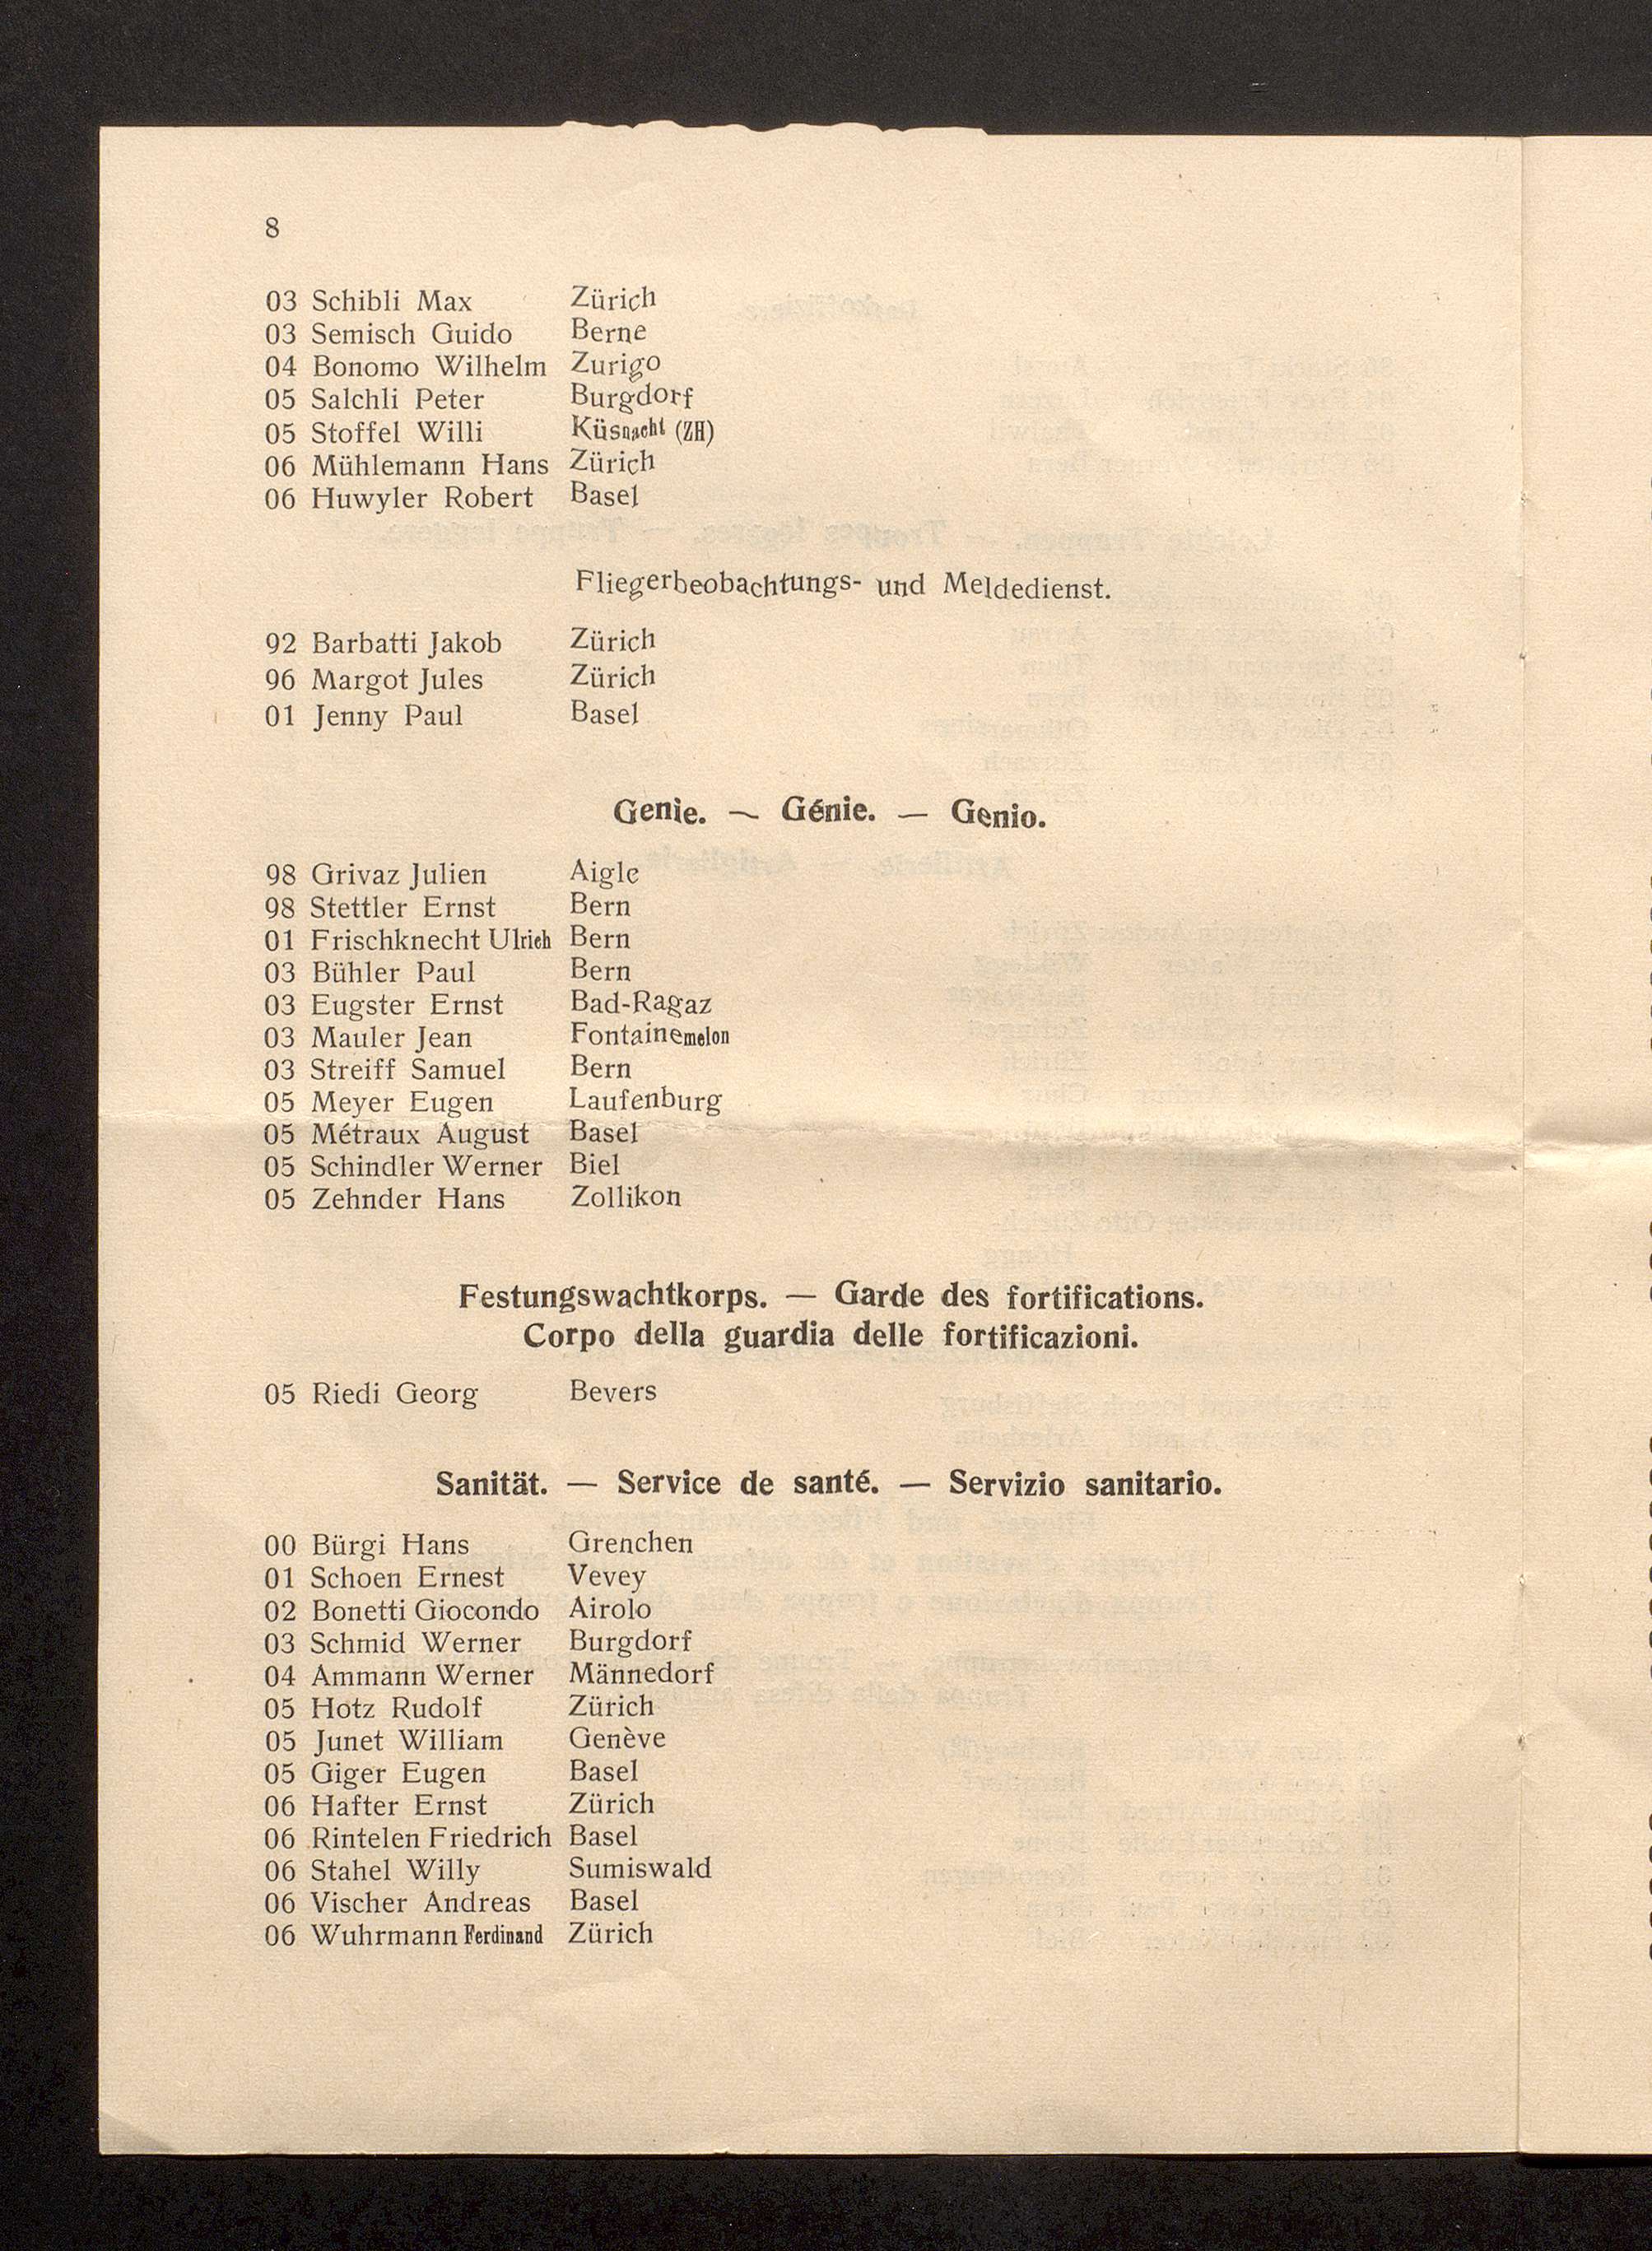 8
03 Schibli Max Zürich
03 Semisch Guido Berne
04 Bonomo Wilhelm Zurigo
05 Salchli Peter Burgdorf
05 Stoffel Willi Küsnacht (ZH)
06 Mühlemann Hans Zürich
06 Huwyler Robert Basel
Fliegerbeobachtungs- und Meldedienst.
92 Barbatti Jakob Zürich
96 Margot Jules Zürich
01 Jenny Paul Basel
Genie. — Génie. — Genio.
98 Grivaz Julien Aigle
98 Stettler Ernst Bern
01 Frischknecht Ulrich Bern
03 Bühler Paul Bern
03 Eugster Ernst Bad-Ragaz
03 Mauler Jean Fontainemelon
03 Streiff Samuel Bern
05 Meyer Eugen Laufenburg
05 Métraux August Basel
05 Schindler Werner Biel
05 Zehnder Hans Zollikon
Festungswachtkorps. — Garde des fortifications.
Corpo della guardia delle fortificazioni.
05 Riedi Georg Bevers
Sanität. — Service de santé. — Servizio sanitario.
00 Bürgi Hans Grenchen
01 Schoen Ernest Vevey
02 Bonetti Giocondo Airolo
03 Schmid Werner Burgdorf
04 Ammann Werner Männedorf
05 Hotz Rudolf Zürich
05 Junet William Genève
05 Giger Eugen Basel
06 Hafter Ernst Zürich
06 Rintelen Friedrich Basel
06 Stahel Willy Sumiswald
06 Vischer Andreas Basel
06 Wuhrmann Ferdinand Zürich